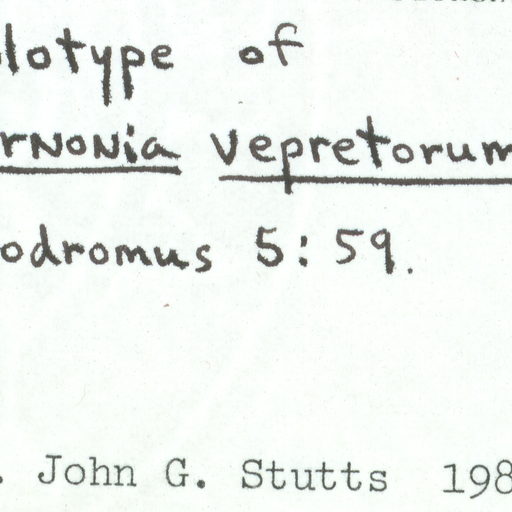 lotype of
rnonia vepretorum
odromus 5:59.
. John G. Stutts 198